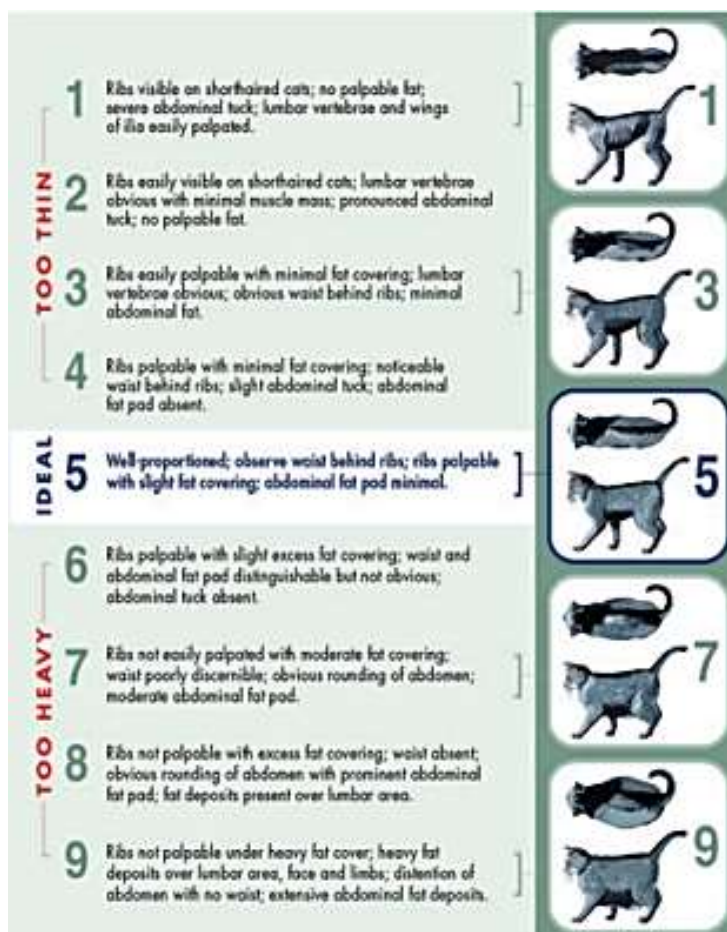 TOO THIN
1 Ribs visible on shorthaired cats; no palpable fat;
severe abdominal tuck; lumbar vertebrae and wings
of ilia easily palpated.
2 Ribs easily visible on shorthaired cats; lumbar vertebrae
obvious with minimal muscle mass; pronounced abdominal
tuck; no palpable fat.
3 Ribs easily palpable with minimal fat covering; lumbar
vertebrae obvious; obvious waist behind ribs; minimal
abdominal fat.
4 Ribs palpable with minimal fat covering; noticeable
waist behind ribs; slight abdominal tuck; abdominal
fat pad absent.
IDEAL
5 Well-proportioned; observe waist behind ribs; ribs palpable
with slight fat covering; abdominal fat pad minimal.
TOO HEAVY
6 Ribs palpable with slight excess fat covering; waist and
abdominal fat pad distinguishable but not obvious;
abdominal tuck absent.
7 Ribs not easily palpated with moderate fat covering;
waist poorly discernible; obvious rounding of abdomen;
moderate abdominal fat pad.
8 Ribs not palpable with excess fat covering; waist absent;
obvious rounding of abdomen with prominent abdominal
fat pad; fat deposits present over lumbar area.
9 Ribs not palpable under heavy fat cover; heavy fat
deposits over lumbar area, face and limbs; distention of
abdomen with no waist; extensive abdominal fat deposits.
1
3
5
7
9